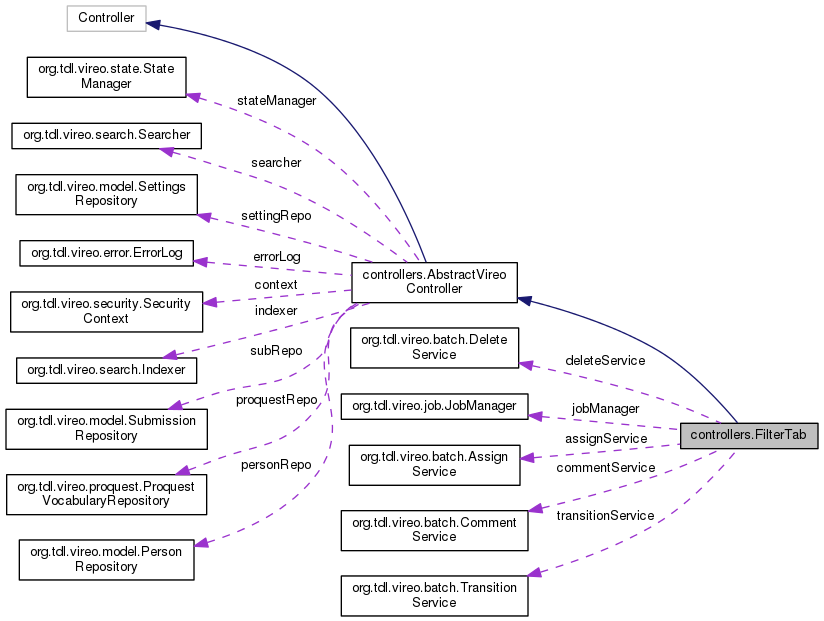 Controller
org.tdl.vireo.state.State
Manager
stateManager
org.tdl.vireo.search.Searcher
searcher
org.tdl.vireo.model.Settings
Repository
settingRepo
org.tdl.vireo.error.ErrorLog
errorLog
controllers.AbstractVireo
Controller
context
org.tdl.vireo.security.Security
Context
indexer
org.tdl.vireo.search.Indexer
subRepo
org.tdl.vireo.batch.Delete
Service
deleteService
proquestRepo
org.tdl.vireo.model.Submission
Repository
org.tdl.vireo.job.JobManager
jobManager
controllers.FilterTab
assignService
org.tdl.vireo.batch.Assign
Service
personRepo
commentService
org.tdl.vireo.proquest.Proquest
VocabularyRepository
transitionService
org.tdl.vireo.batch.Comment
Service
org.tdl.vireo.model.Person
Repository
org.tdl.vireo.batch.Transition
Service